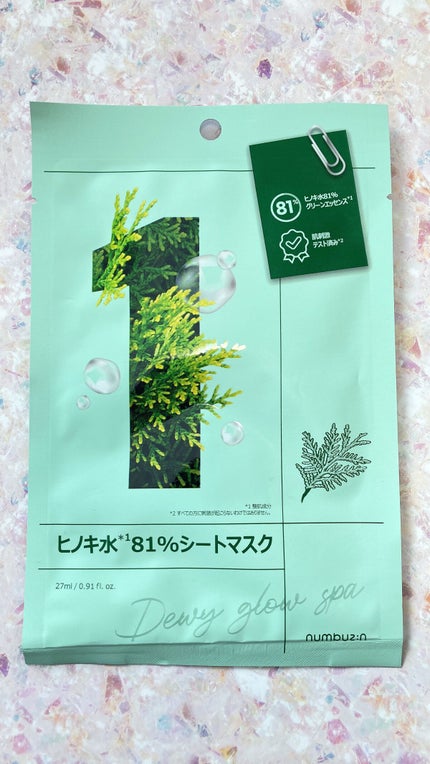 81%
ヒノキ水81%
グリーンエッセンス*1
肌刺激
テスト済み*2
1
*1 整肌成分
*2 すべての方に刺激が起こらないわけではありません。
ヒノキ水*1 81%シートマスク
27ml / 0.91 fl. oz.
Dewy glow spa
numbuz:n